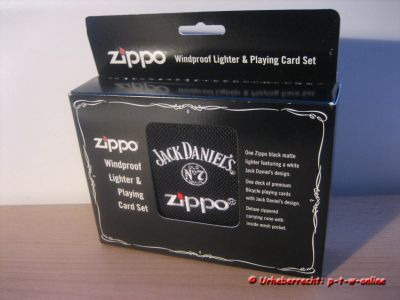 zippo Windproof Lighter & Playing Card Set
zippo
Windproof
Lighter &
Playing
Card Set
JACK DANIEL'S
No 7
zippo®
One Zippo black matte
lighter featuring a white
Jack Daniel's design.
One deck of premium
Bicycle playing cards
with Jack Daniel's design.
Deluxe zippered
carrying case with
inside mesh pocket.
© Urheberrecht: p-t-w-online